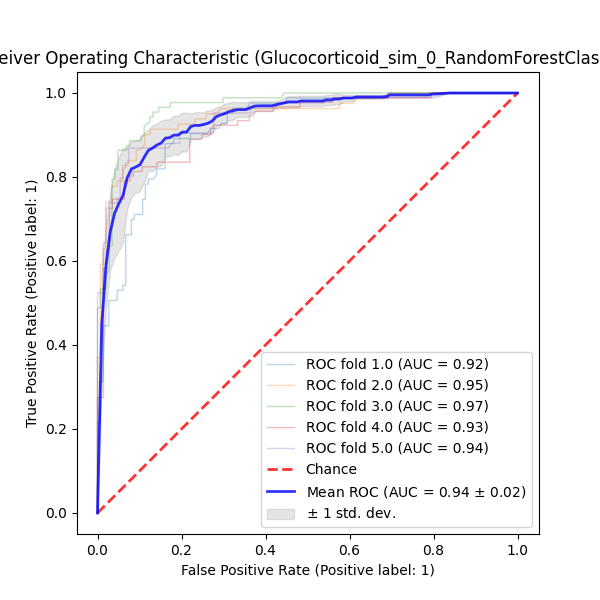 eiver Operating Characteristic (Glucocorticoid_sim_0_RandomForestClas
1.0
0.8
0.6
0.4
0.2
0.0
True Positive Rate (Positive label: 1)
ROC fold 1.0 (AUC = 0.92)
ROC fold 2.0 (AUC = 0.95)
ROC fold 3.0 (AUC = 0.97)
ROC fold 4.0 (AUC = 0.93)
ROC fold 5.0 (AUC = 0.94)
Chance
Mean ROC (AUC = 0.94 ± 0.02)
± 1 std. dev.
0.0 0.2 0.4 0.6 0.8 1.0
False Positive Rate (Positive label: 1)